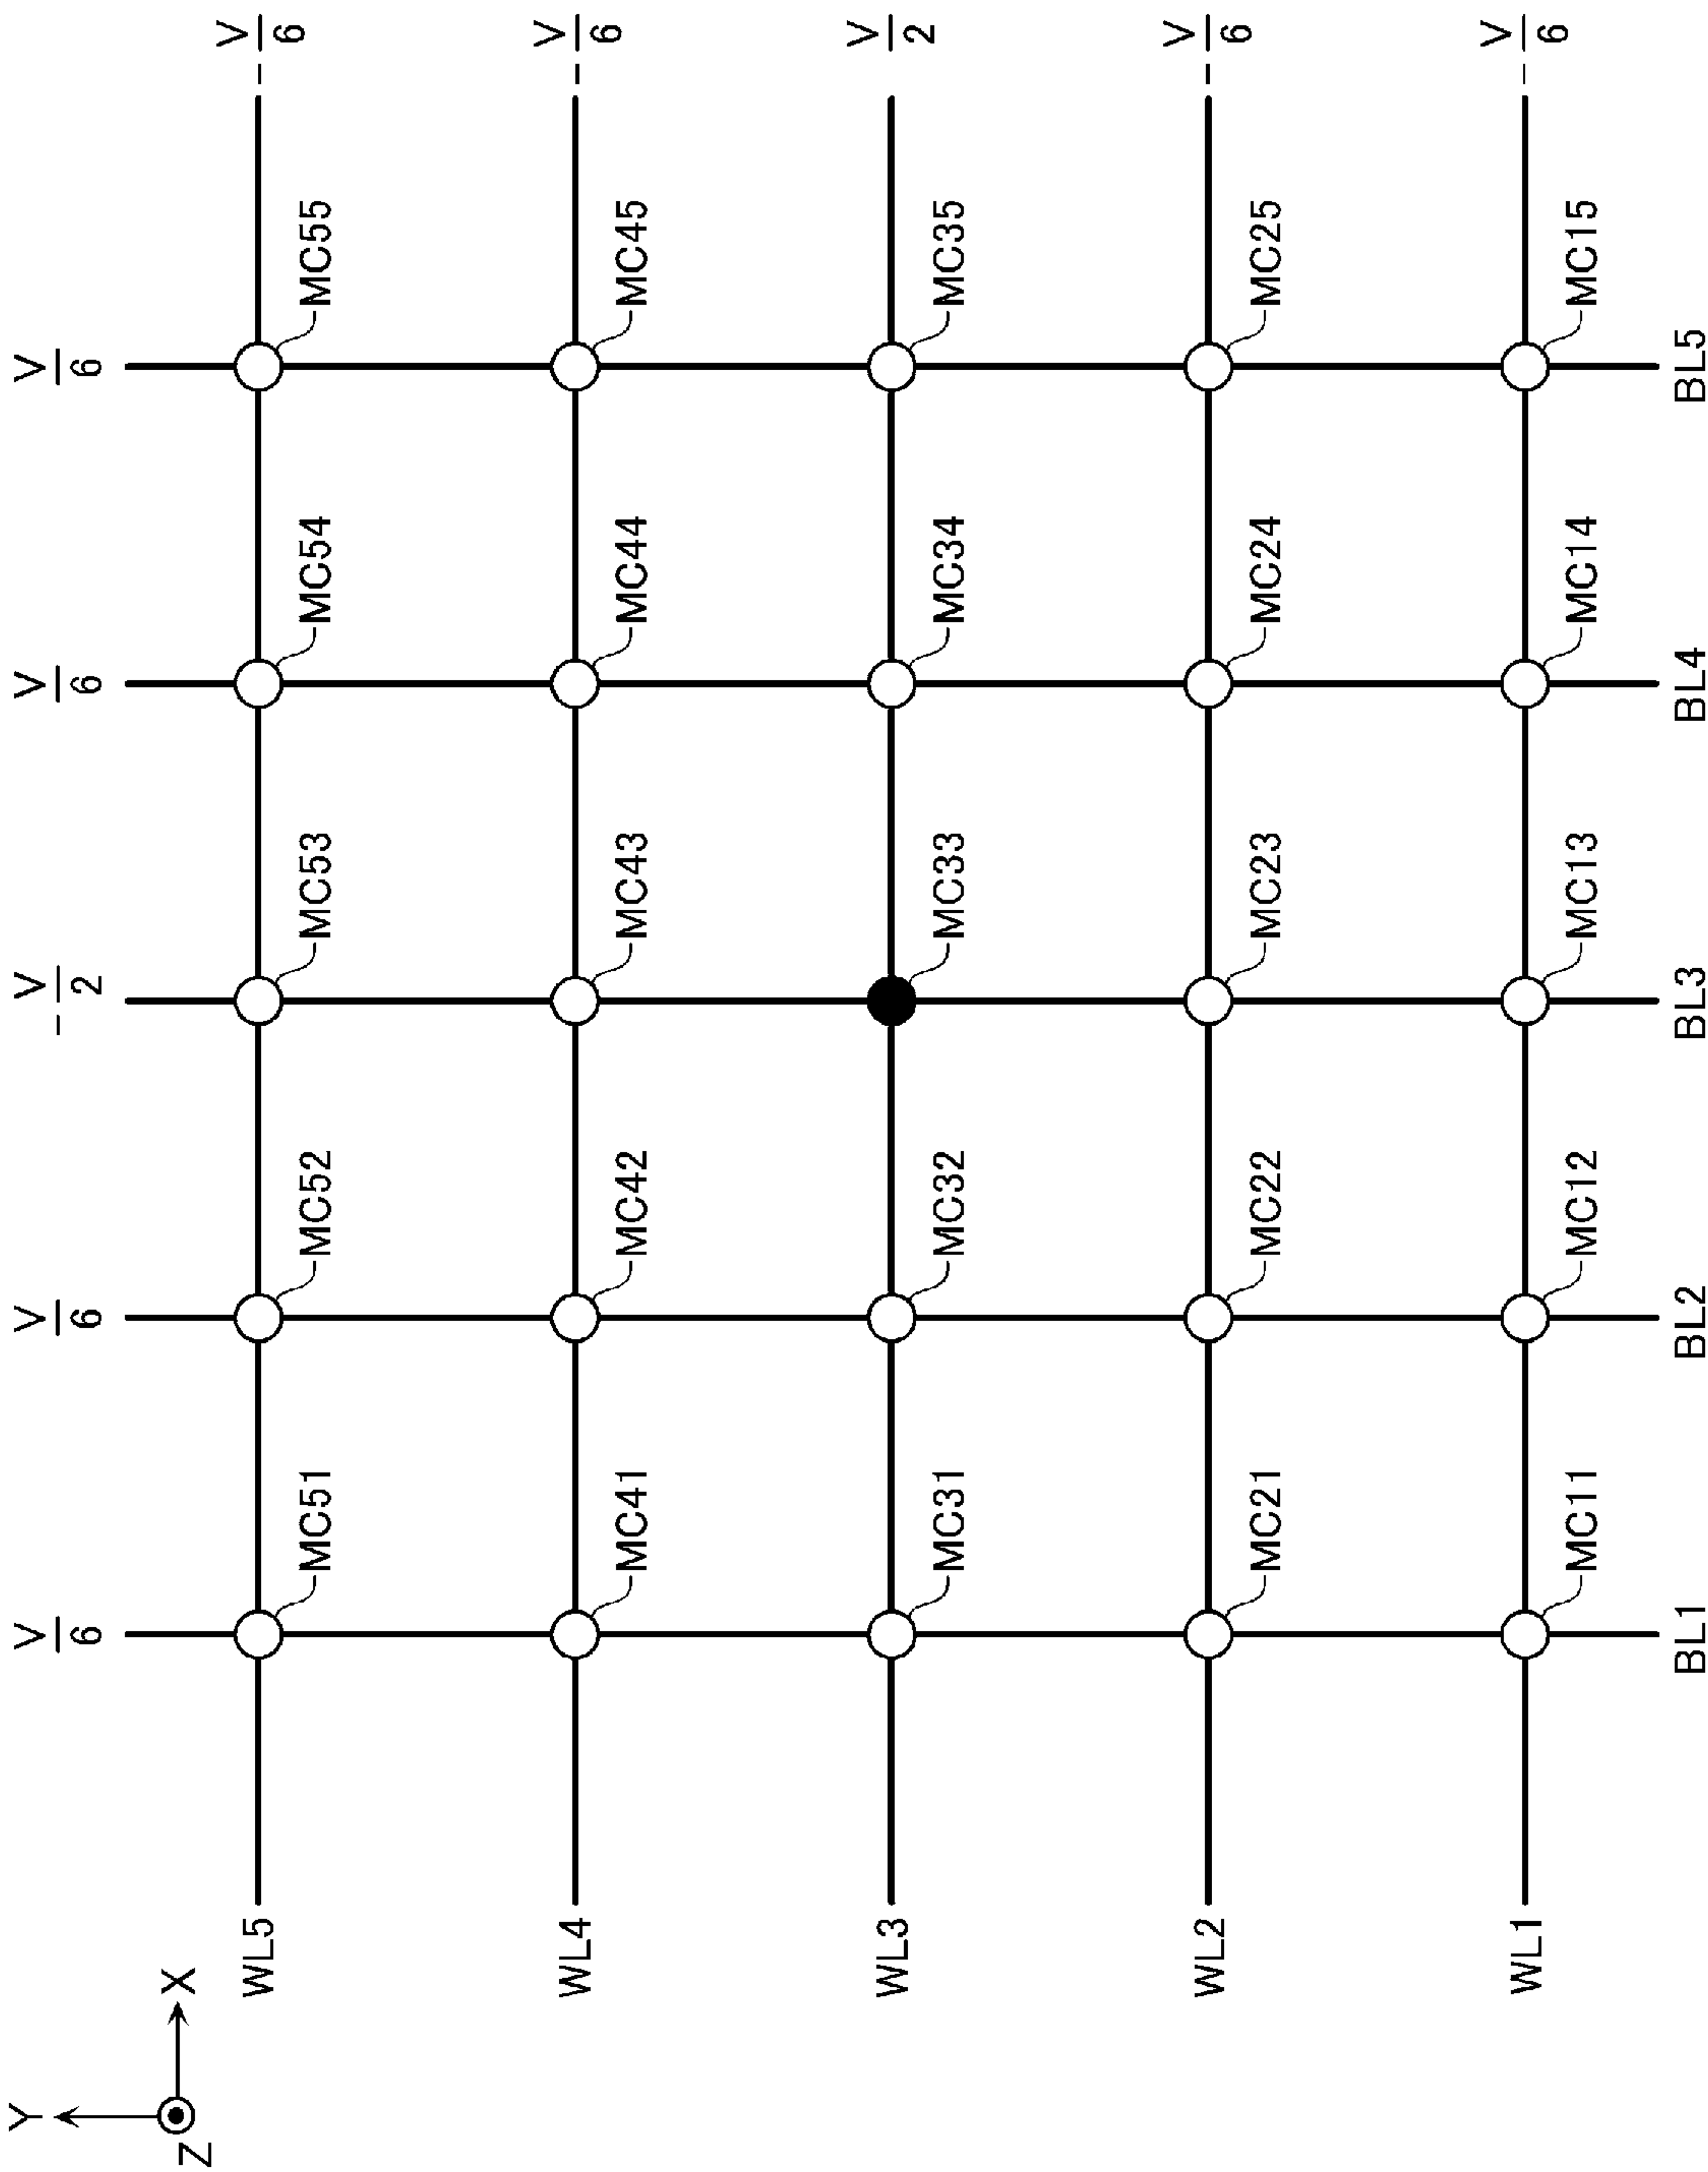 Y
X
Z
V/6
V/6
-V/2
V/6
V/6
WL5
-V/6
MC51
MC52
MC53
MC54
MC55
WL4
-V/6
MC41
MC42
MC43
MC44
MC45
WL3
V/2
MC31
MC32
MC33
MC34
MC35
WL2
-V/6
MC21
MC22
MC23
MC24
MC25
WL1
-V/6
MC11
MC12
MC13
MC14
MC15
BL1
BL2
BL3
BL4
BL5